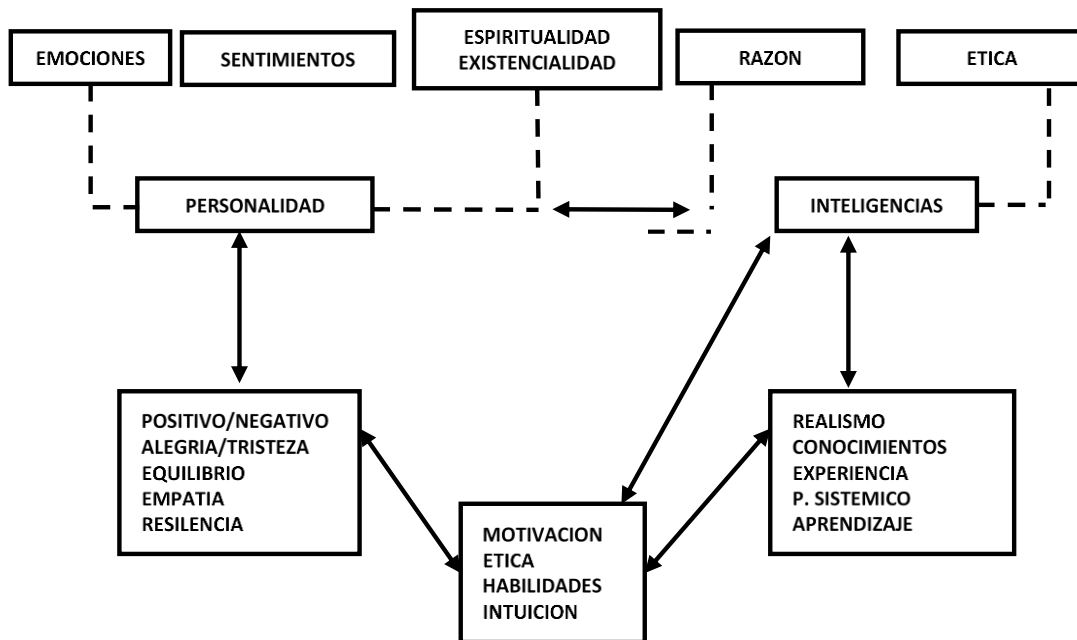 EMOCIONES
SENTIMIENTOS
ESPIRITUALIDAD
EXISTENCIALIDAD
RAZON
ETICA
PERSONALIDAD
INTELIGENCIAS
POSITIVO/NEGATIVO
ALEGRIA/TRISTEZA
EQUILIBRIO
EMPATIA
RESILENCIA
MOTIVACION
ETICA
HABILIDADES
INTUICION
REALISMO
CONOCIMIENTOS
EXPERIENCIA
P. SISTEMICO
APRENDIZAJE